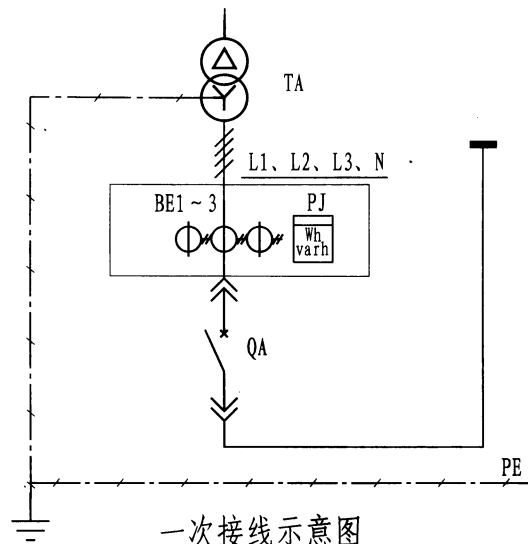 TA
L1、L2、L3、N
BE1~3
PJ
Wh
varh
QA
PE
一次接线示意图